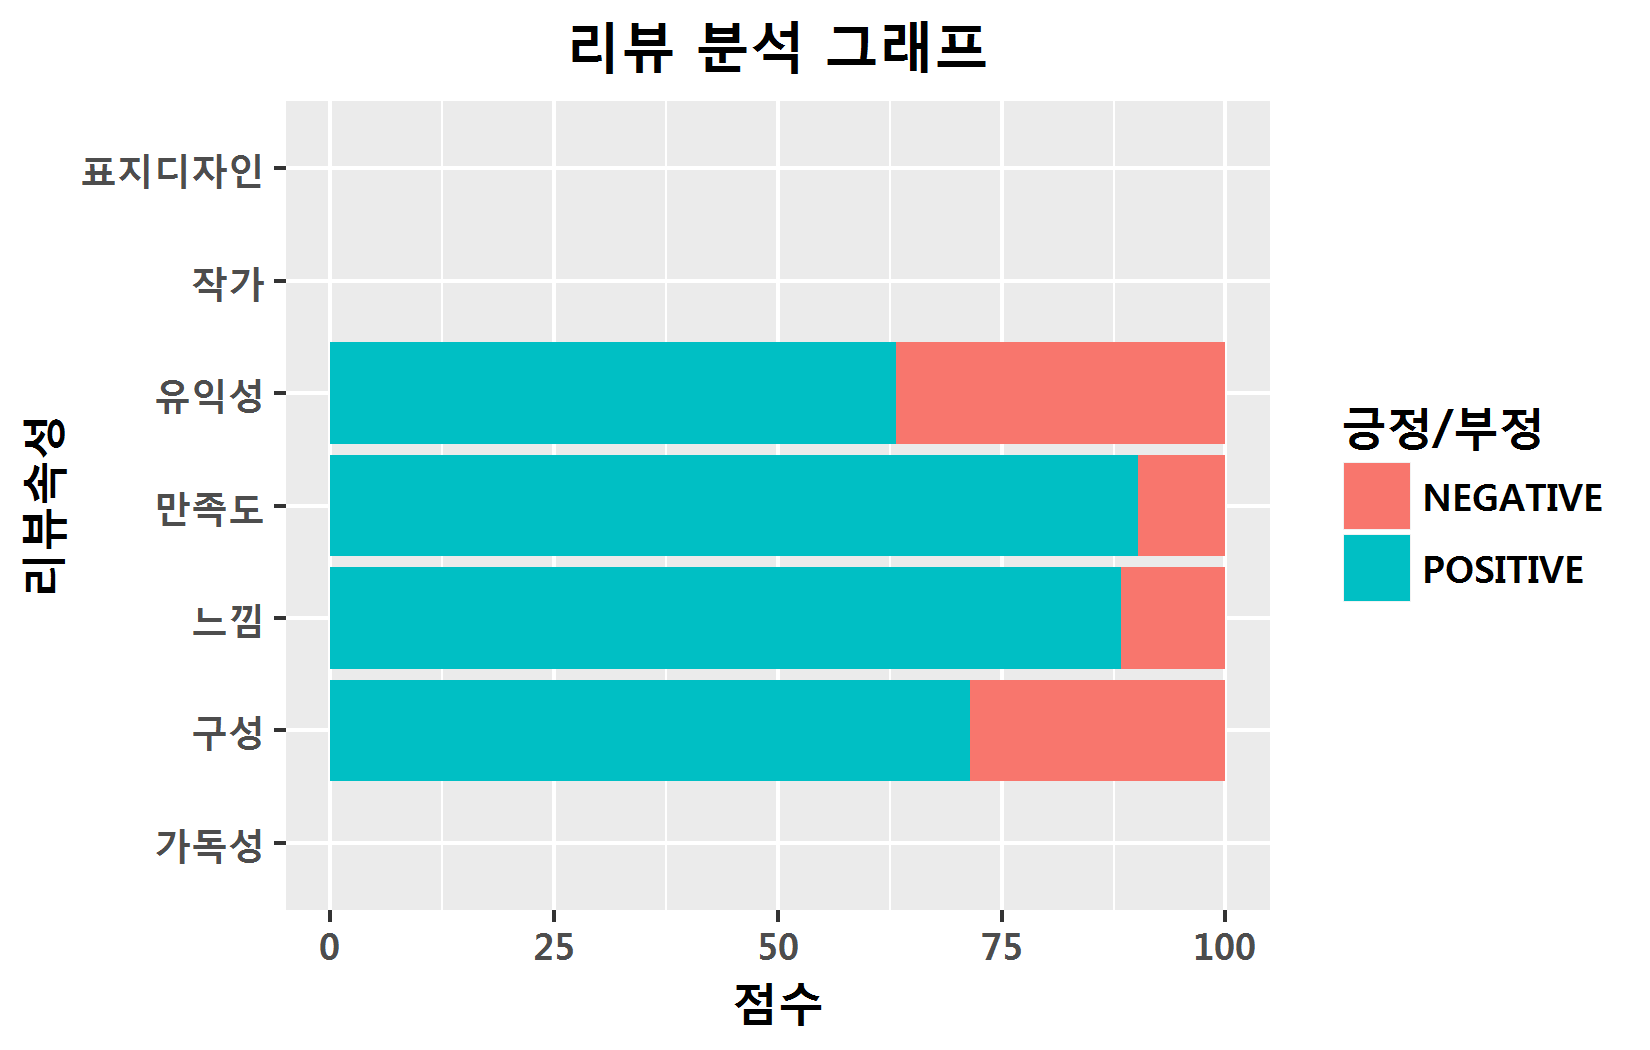 리뷰 분석 그래프
표지디자인
작가
유익성
만족도
느낌
구성
가독성
리뷰속성
0 25 50 75 100
점수
긍정/부정
NEGATIVE
POSITIVE